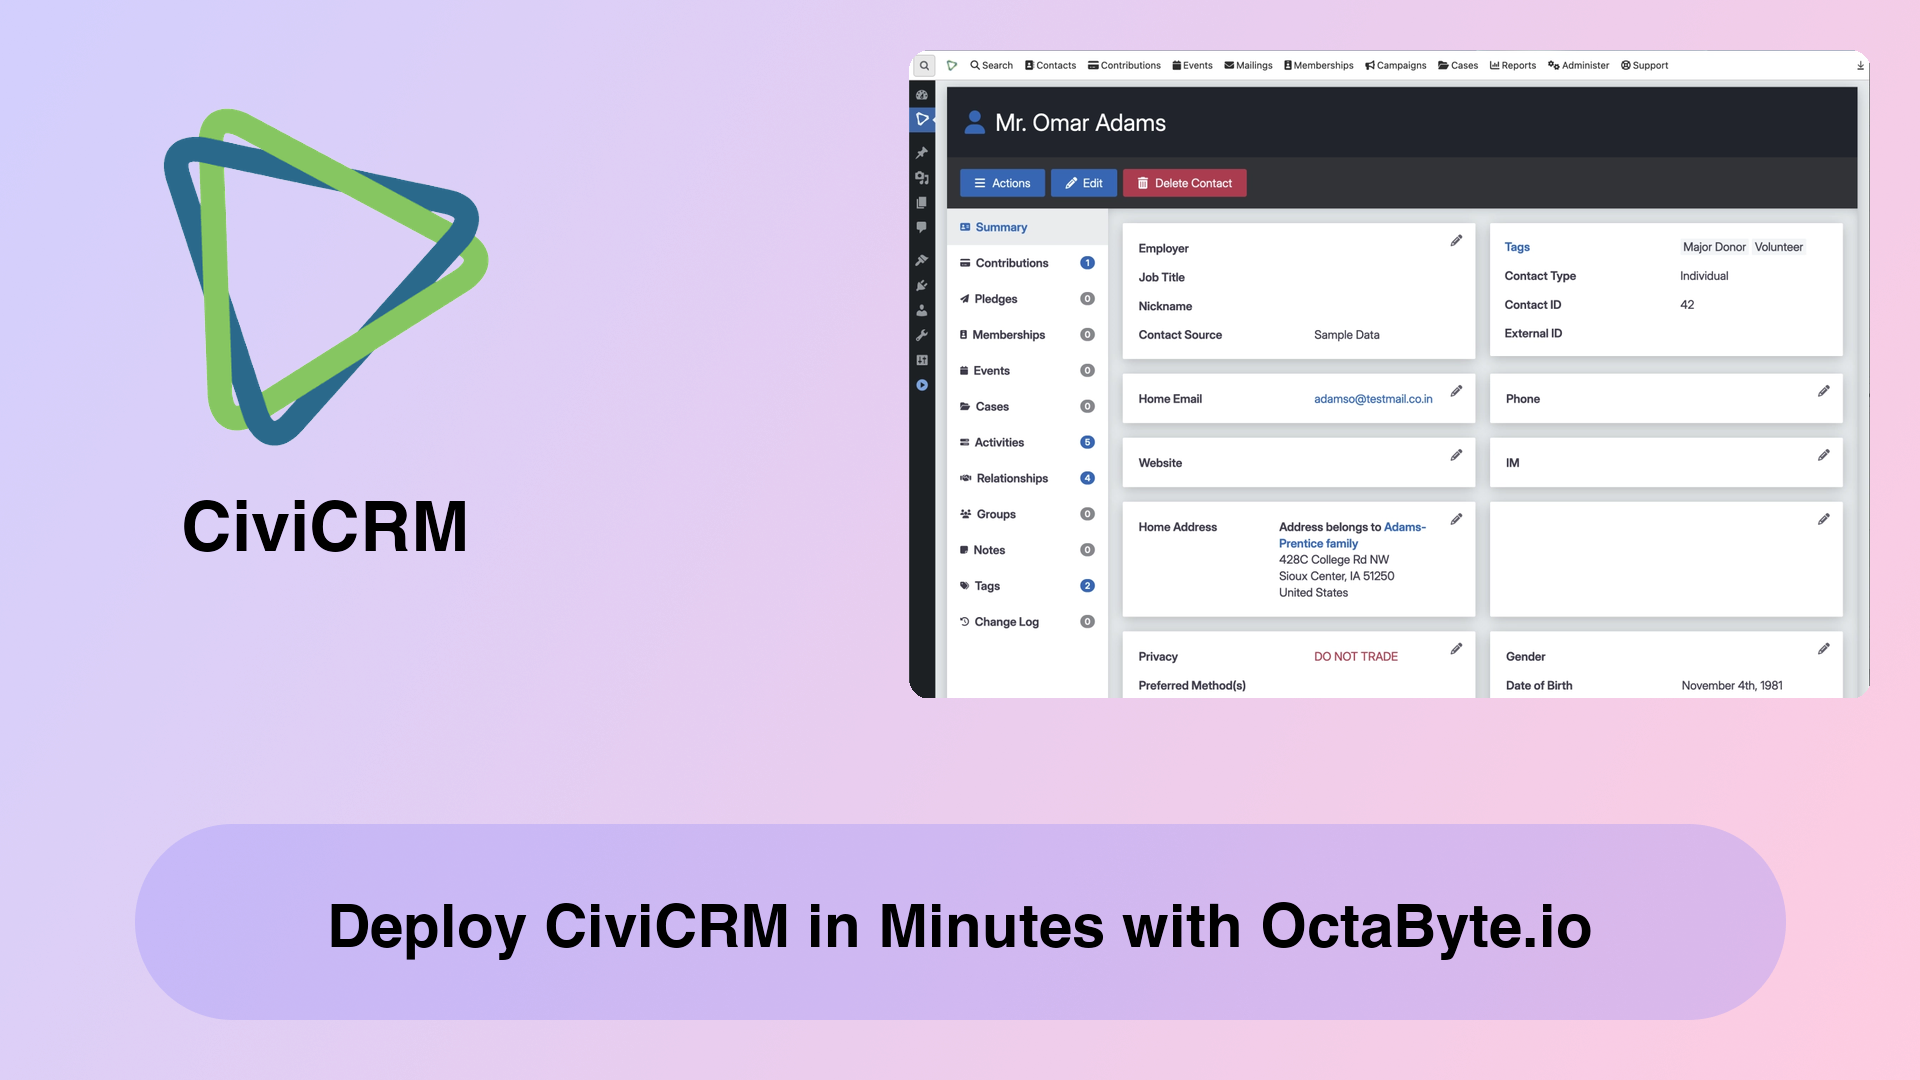 CiviCRM
Search Contacts Contributions Events Mailings Memberships Campaigns Cases Reports Administer Support
Mr. Omar Adams
Actions Edit Delete Contact
Summary
Contributions 1
Pledges 0
Memberships 0
Events 0
Cases 0
Activities 5
Relationships 4
Groups 0
Notes 0
Tags 2
Change Log 0
Employer
Job Title
Nickname
Contact Source Sample Data
Tags Major Donor Volunteer
Contact Type Individual
Contact ID 42
External ID
Home Email adamso@testmail.co.in
Phone
Website
IM
Home Address Address belongs to Adams-
Prentice family
428C College Rd NW
Sioux Center, IA 51250
United States
Privacy DO NOT TRADE
Preferred Method(s)
Gender
Date of Birth November 4th, 1981
Deploy CiviCRM in Minutes with OctaByte.io